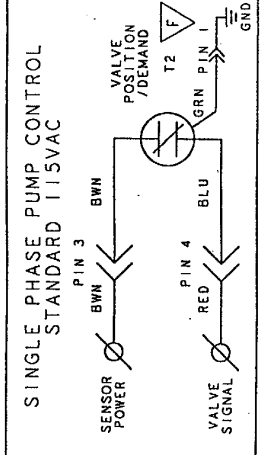 SINGLE PHASE PUMP CONTROL
STANDARD 115VAC
PIN 3
BWN
BWN
SENSOR
POWER
VALVE
POSITION
/DEMAND
T2
F
GRN
PIN 1
GND
PIN 4
RED
BLU
VALVE
SIGNAL